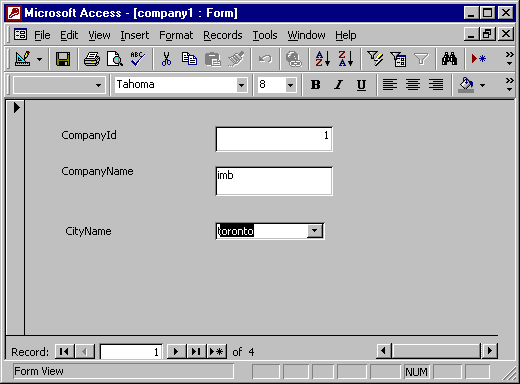 Microsoft Access - [company1 : Form]
File Edit View Insert Format Records Tools Window Help
Tahoma 8 B I U
CompanyId 1
CompanyName imb
CityName toronto
Record: 1 of 4
Form View NUM